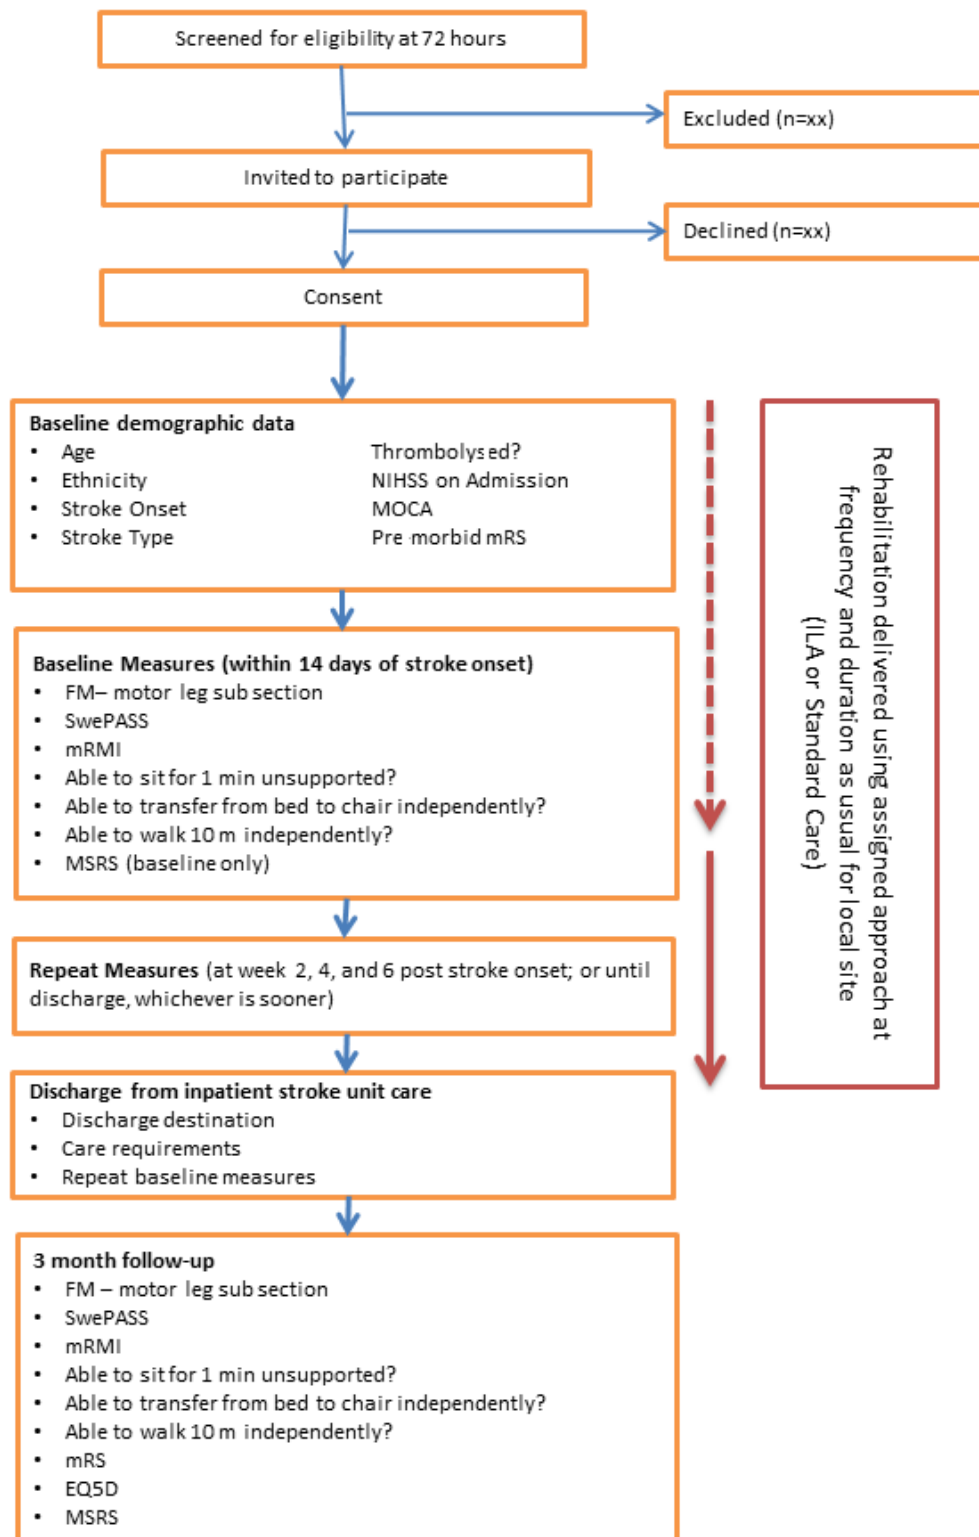 Screened for eligibility at 72 hours
Excluded (n=xx)
Invited to participate
Declined (n=xx)
Consent
Baseline demographic data
• Age Thrombolysed?
• Ethnicity NIHSS on Admission
• Stroke Onset MOCA
• Stroke Type Pre morbid mRS
Baseline Measures (within 14 days of stroke onset)
• FM– motor leg sub section
• SwePASS
• mRMI
• Able to sit for 1 min unsupported?
• Able to transfer from bed to chair independently?
• Able to walk 10 m independently?
• MSRS (baseline only)
Repeat Measures (at week 2, 4, and 6 post stroke onset; or until
discharge, whichever is sooner)
Discharge from inpatient stroke unit care
• Discharge destination
• Care requirements
• Repeat baseline measures
3 month follow-up
• FM – motor leg sub section
• SwePASS
• mRMI
• Able to sit for 1 min unsupported?
• Able to transfer from bed to chair independently?
• Able to walk 10 m independently?
• mRS
• EQ5D
• MSRS
Rehabilitation delivered using assigned approach at
frequency and duration as usual for local site
(ILA or Standard Care)